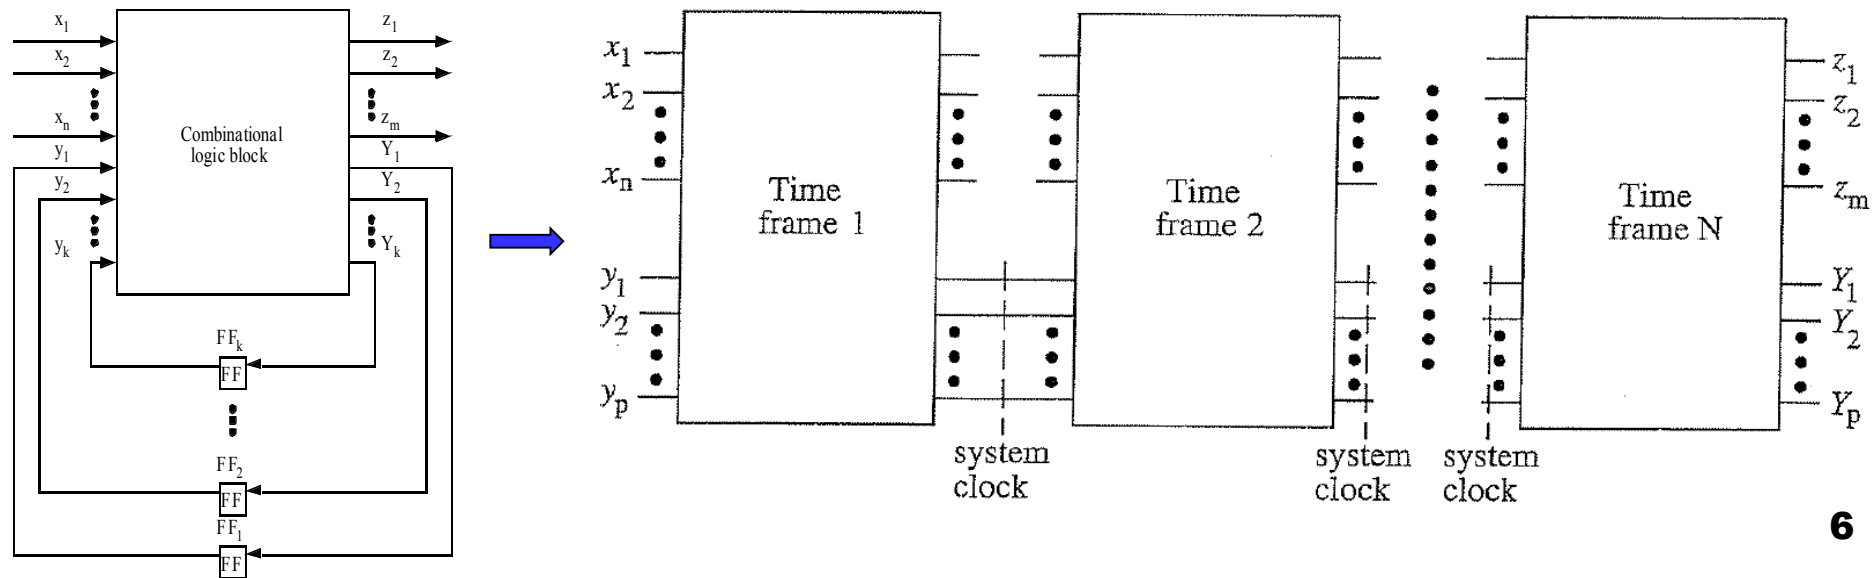 x1
x2
xn
y1
y2
yk
Combinational
logic block
z1
z2
zm
Y1
Y2
Yk
FFk
FF
FF2
FF
FF1
FF
x1
x2
xn
y1
y2
yp
Time
frame 1
system
clock
Time
frame 2
system
clock
system
clock
Time
frame N
z1
z2
zm
Y1
Y2
Yp
6